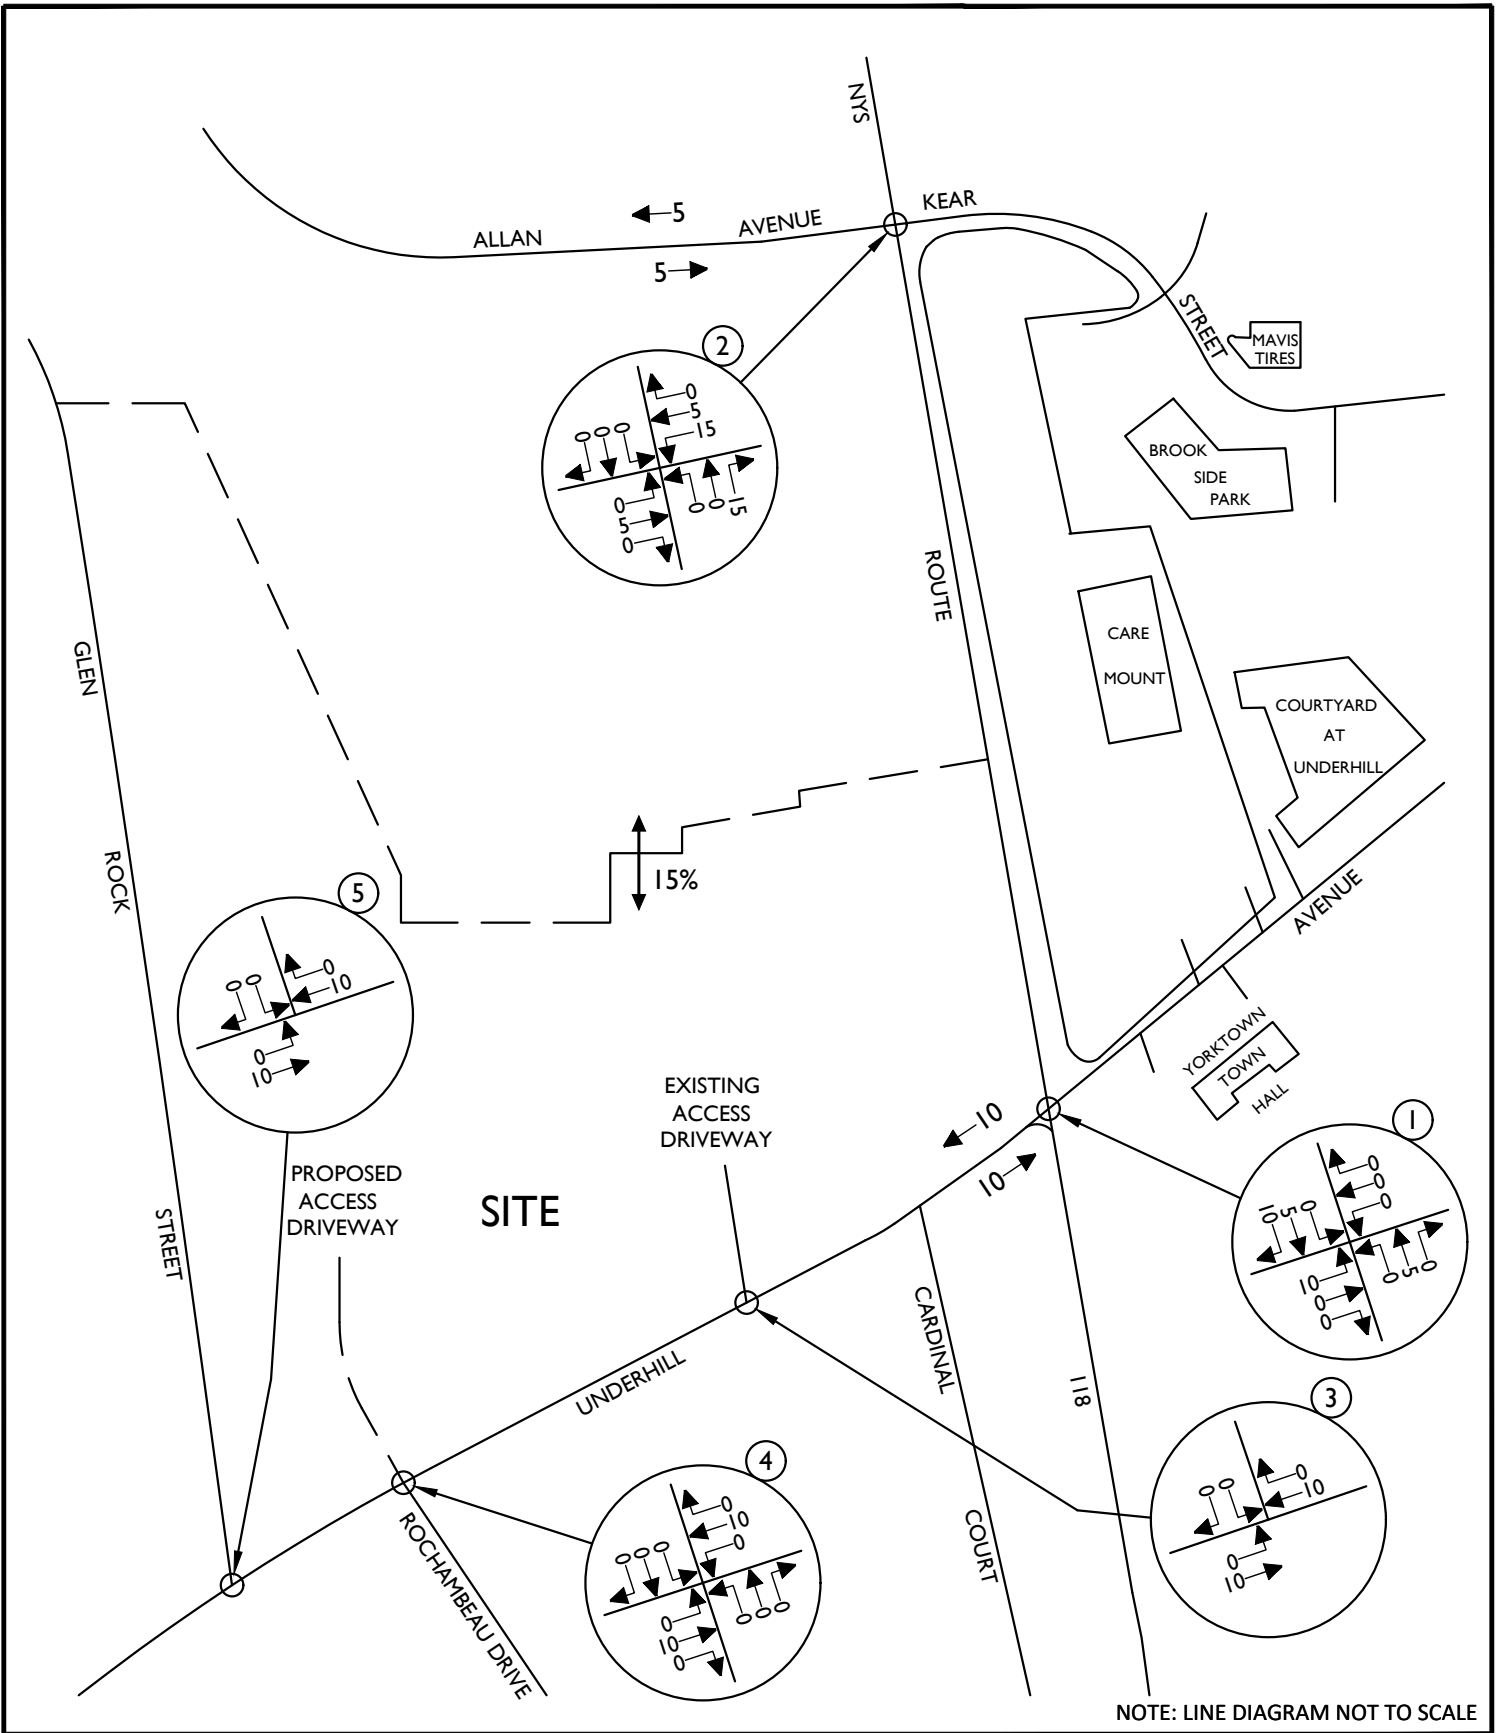 NYS
KEAR
5
ALLAN
AVENUE
5
STREET
MAVIS
TIRES
2
0
5
15
0 0 0
0
5
0
0 0 15
BROOK
SIDE
PARK
ROUTE
GLEN
CARE
MOUNT
COURTYARD
AT
UNDERHILL
ROCK
15%
5
0 0
0
10
0
10
AVENUE
YORKTOWN
TOWN
HALL
EXISTING
ACCESS
DRIVEWAY
10
10
1
0
0
0
10 5 0
10
0
0
0 5 0
PROPOSED
ACCESS
DRIVEWAY
SITE
STREET
CARDINAL
UNDERHILL
118
3
0 0
0
10
0
10
4
0
10
0
0 0 0
0
10
0
0 0 0
COURT
ROCHAMBEAU DRIVE
NOTE: LINE DIAGRAM NOT TO SCALE